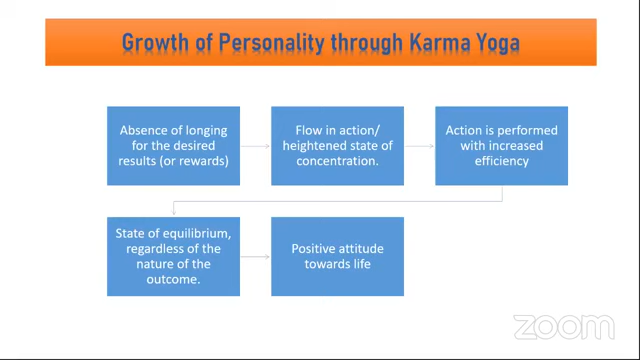 Growth of Personality through Karma Yoga
Absence of longing
for the desired
results (or rewards)
Flow in action/
heightened state of
concentration.
Action is performed
with increased
efficiency
State of equilibrium,
regardless of the
nature of the
outcome.
Positive attitude
towards life
zoom